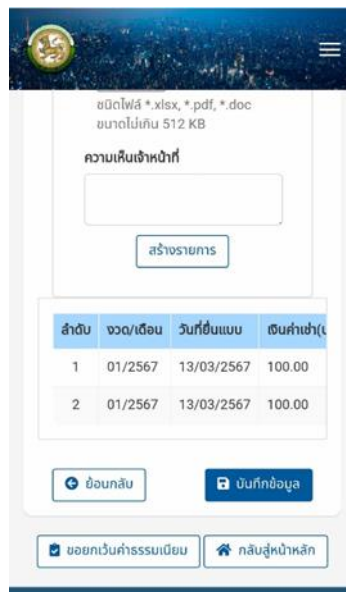 ชนิดไฟล์ *.xlsx, *.pdf, *.doc
ขนาดไม่เกิน 512 KB
ความเห็นเจ้าหน้าที่
สร้างรายการ
ลำดับ งวด/เดือน วันที่ยื่นแบบ เงินค่าเช่า(บ
1 01/2567 13/03/2567 100.00
2 01/2567 13/03/2567 100.00
ย้อนกลับ บันทึกข้อมูล
ขอยกเว้นค่าธรรมเนียม กลับสู่หน้าหลัก